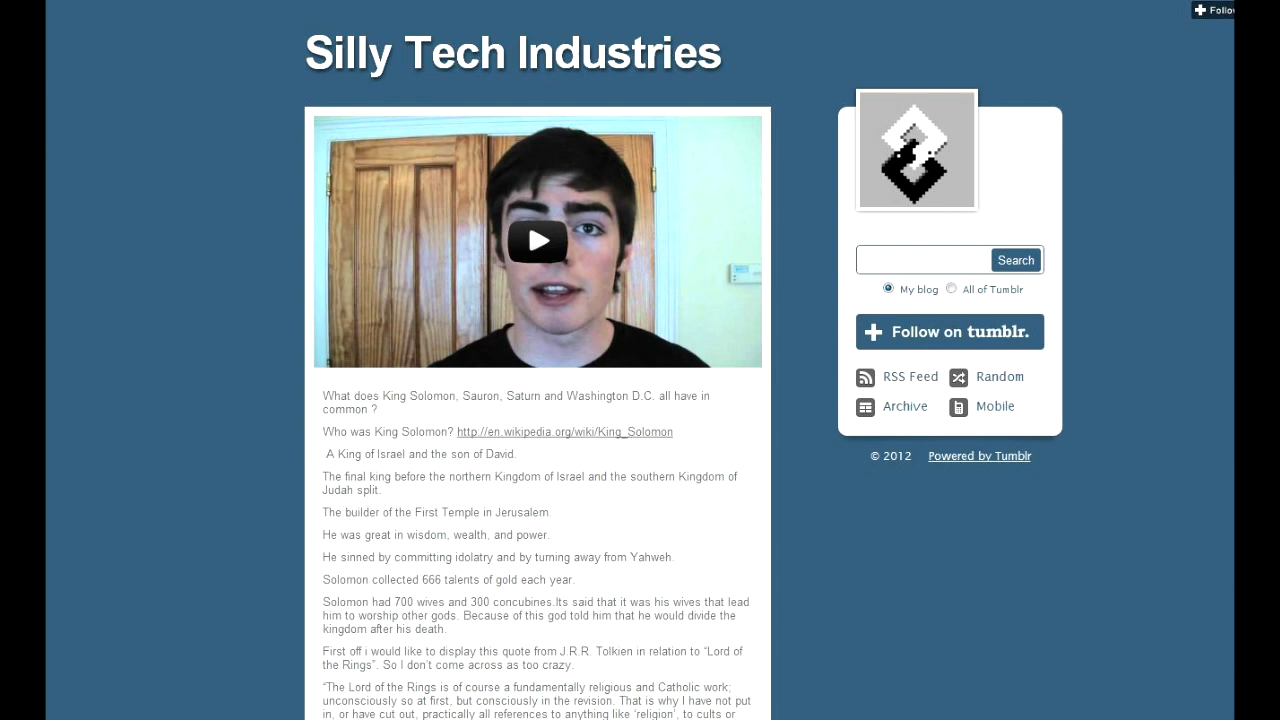 Follow
Silly Tech Industries
Search
My blog All of Tumblr
Follow on tumblr.
RSS Feed Random
Archive Mobile
© 2012 Powered by Tumblr
What does King Solomon, Sauron, Saturn and Washington D.C. all have in
common ?
Who was King Solomon? http://en.wikipedia.org/wiki/King_Solomon
A King of Israel and the son of David.
The final king before the northern Kingdom of Israel and the southern Kingdom of
Judah split.
The builder of the First Temple in Jerusalem.
He was great in wisdom, wealth, and power.
He sinned by committing idolatry and by turning away from Yahweh.
Solomon collected 666 talents of gold each year.
Solomon had 700 wives and 300 concubines.Its said that it was his wives that lead
him to worship other gods. Because of this god told him that he would divide the
kingdom after his death.
First off i would like to display this quote from J.R.R. Tolkien in relation to “Lord of
the Rings”. So I don’t come across as too crazy.
“The Lord of the Rings is of course a fundamentally religious and Catholic work;
unconsciously so at first, but consciously in the revision. That is why I have not put
in, or have cut out, practically all references to anything like ‘religion’, to cults or